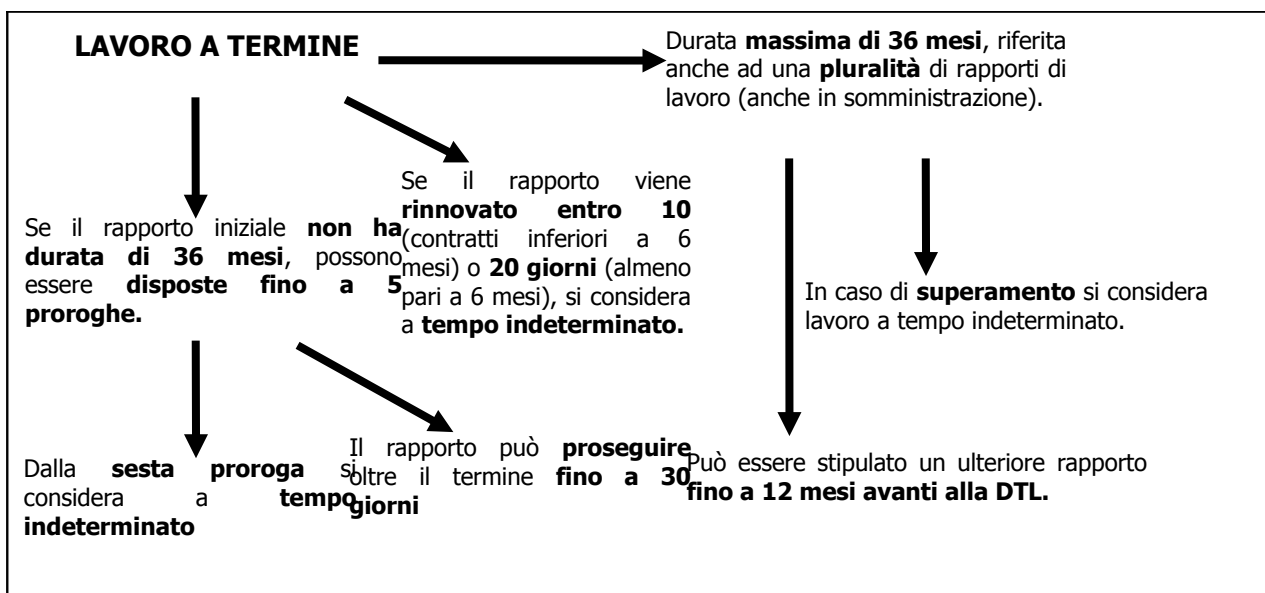 LAVORO A TERMINE
Durata massima di 36 mesi, riferita
anche ad una pluralità di rapporti di
lavoro (anche in somministrazione).
Se il rapporto viene
rinnovato entro 10
(contratti inferiori a 6
mesi) o 20 giorni (almeno
pari a 6 mesi), si considera
a tempo indeterminato.
Se il rapporto iniziale non ha
durata di 36 mesi, possono
essere disposte fino a 5
proroghe.
In caso di superamento si considera
lavoro a tempo indeterminato.
Dalla sesta proroga si
considera a tempo
indeterminato
Il rapporto può proseguire
oltre il termine fino a 30
giorni
Può essere stipulato un ulteriore rapporto
fino a 12 mesi avanti alla DTL.